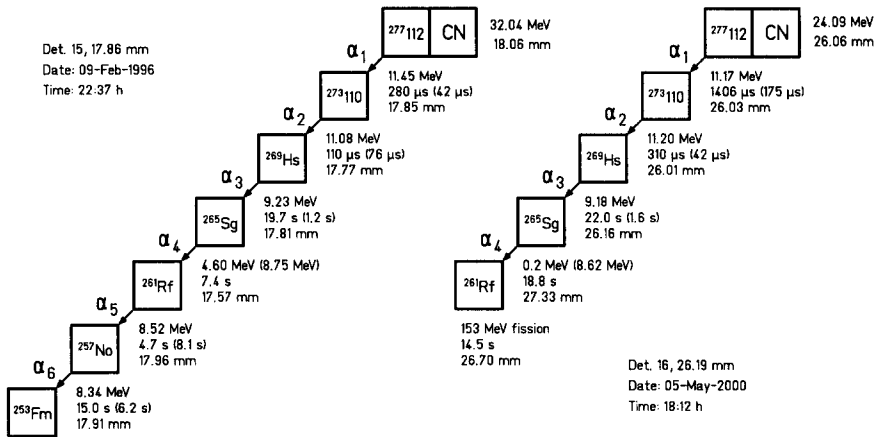 Det. 15, 17.86 mm
Date: 09-Feb-1996
Time: 22:37 h
²⁷⁷112
CN
32.04 MeV
18.06 mm
α₁
²⁷³110
11.45 MeV
280 μs (42 μs)
17.85 mm
α₂
²⁶⁹Hs
11.08 MeV
110 μs (76 μs)
17.77 mm
α₃
²⁶⁵Sg
9.23 MeV
19.7 s (1.2 s)
17.81 mm
α₄
²⁶¹Rf
4.60 MeV (8.75 MeV)
7.4 s
17.57 mm
α₅
²⁵⁷No
8.52 MeV
4.7 s (8.1 s)
17.96 mm
α₆
²⁵³Fm
8.34 MeV
15.0 s (6.2 s)
17.91 mm
²⁷⁷112
CN
24.09 MeV
26.06 mm
α₁
²⁷³110
11.17 MeV
1406 μs (175 μs)
26.03 mm
α₂
²⁶⁹Hs
11.20 MeV
310 μs (42 μs)
26.01 mm
α₃
²⁶⁵Sg
9.18 MeV
22.0 s (1.6 s)
26.16 mm
α₄
²⁶¹Rf
0.2 MeV (8.62 MeV)
18.8 s
27.33 mm
153 MeV fission
14.5 s
26.70 mm
Det. 16, 26.19 mm
Date: 05-May-2000
Time: 18:12 h